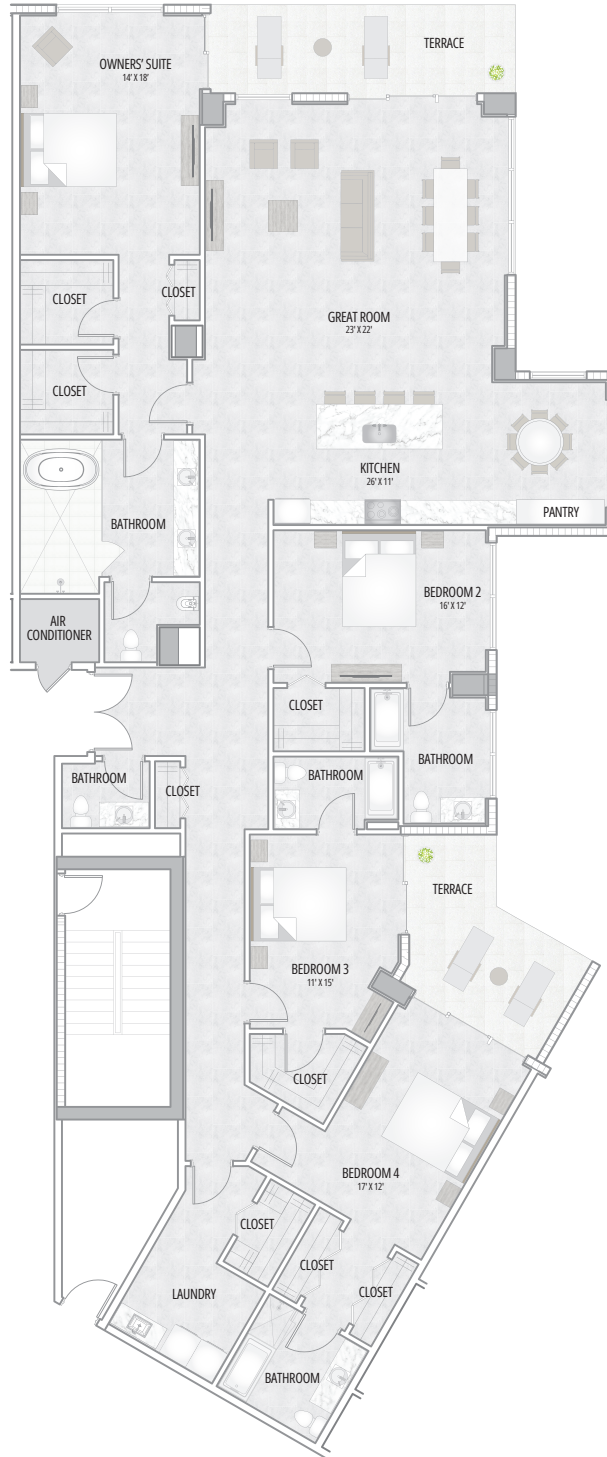 TERRACE
OWNERS' SUITE
14' X 18'
CLOSET
CLOSET
GREAT ROOM
23' X 22'
CLOSET
KITCHEN
26' X 11'
PANTRY
BATHROOM
BEDROOM 2
16' X 12'
AIR
CONDITIONER
CLOSET
BATHROOM
BATHROOM
BATHROOM
CLOSET
TERRACE
BEDROOM 3
11' X 15'
CLOSET
BEDROOM 4
17' X 12'
CLOSET
CLOSET
CLOSET
LAUNDRY
BATHROOM